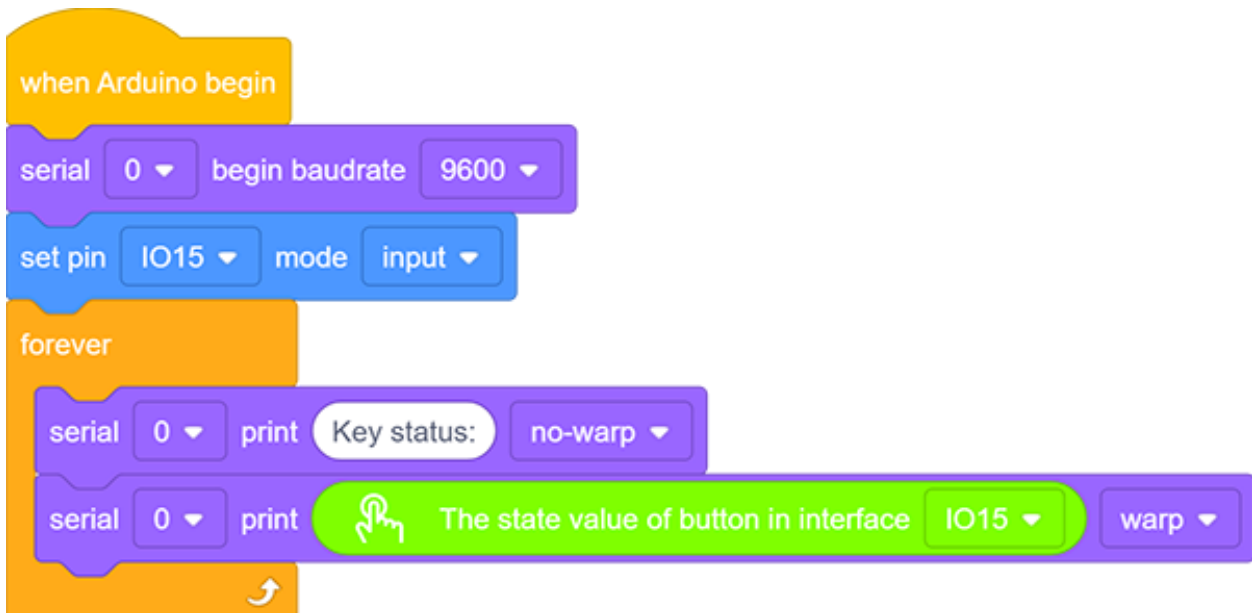 when Arduino begin
serial 0 begin baudrate 9600
set pin IO15 mode input
forever
serial 0 print Key status: no-warp
serial 0 print The state value of button in interface IO15 warp